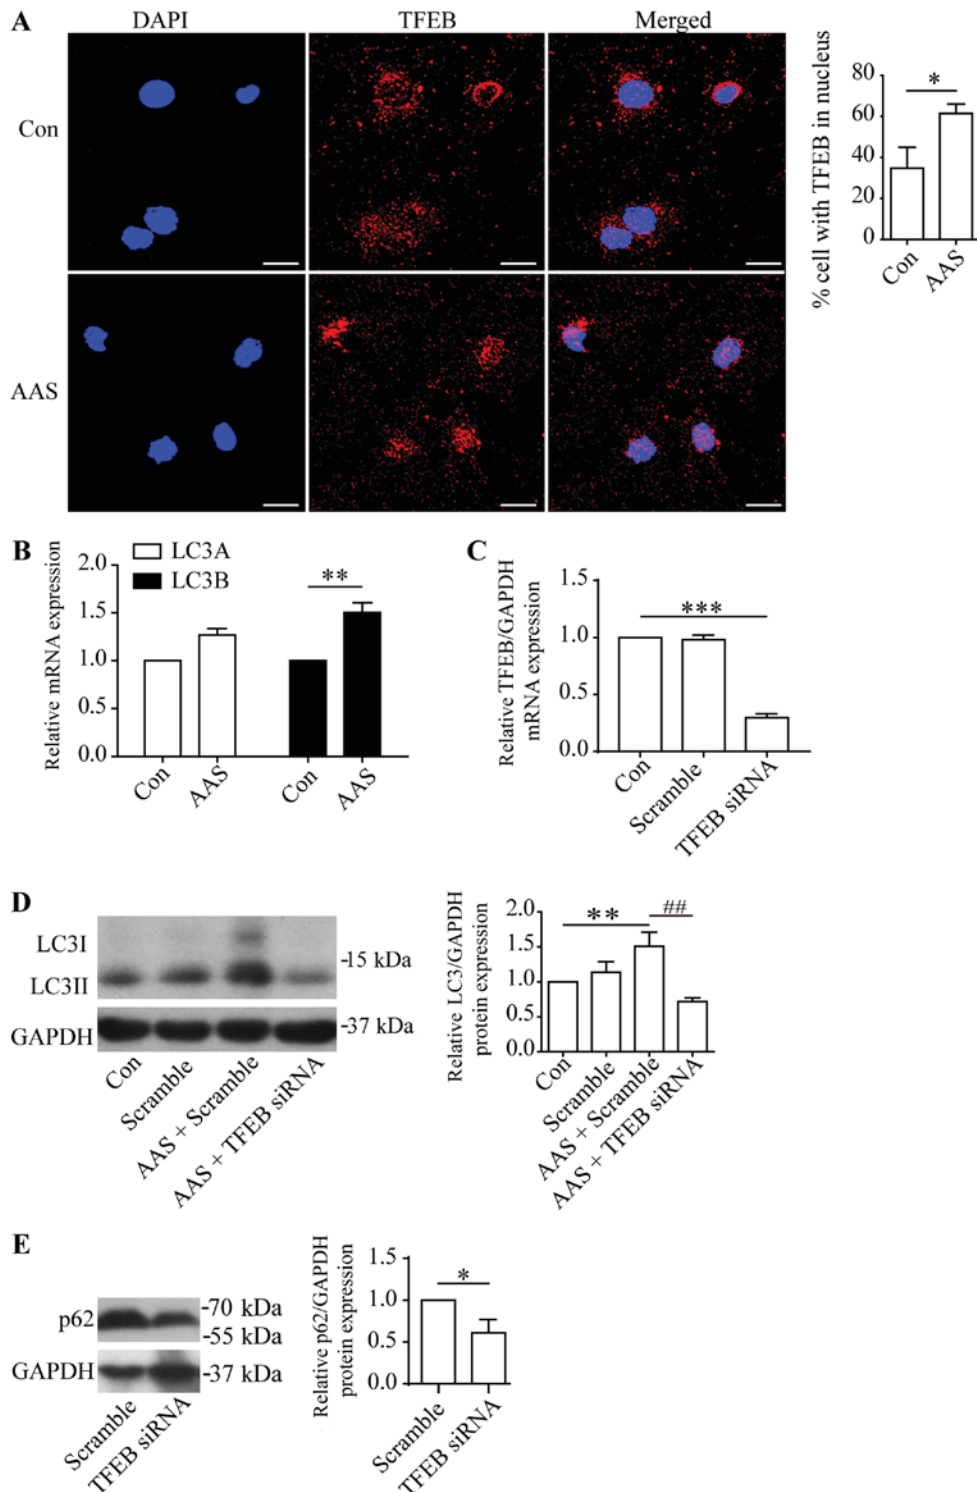 A
DAPI
TFEB
Merged
Con
AAS
% cell with TFEB in nucleus
80
60
40
20
0
*
Con
AAS
B
LC3A
LC3B
Relative mRNA expression
2.0
1.5
1.0
0.5
0.0
**
Con
AAS
Con
AAS
C
Relative TFEB/GAPDH
mRNA expression
1.5
1.0
0.5
0.0
***
Con
Scramble
TFEB siRNA
D
LC3I
LC3II
GAPDH
-15 kDa
-37 kDa
Con
Scramble
AAS + Scramble
AAS + TFEB siRNA
Relative LC3/GAPDH
protein expression
2.0
1.5
1.0
0.5
0.0
**
##
Con
Scramble
AAS + Scramble
AAS + TFEB siRNA
E
p62
GAPDH
-70 kDa
-55 kDa
-37 kDa
Scramble
TFEB siRNA
Relative p62/GAPDH
protein expression
1.5
1.0
0.5
0.0
*
Scramble
TFEB siRNA